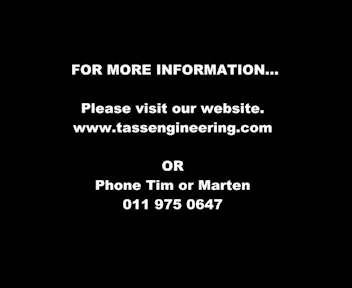 FOR MORE INFORMATION...
Please visit our website.
www.tassengineering.com
OR
Phone Tim or Marten
011 975 0647